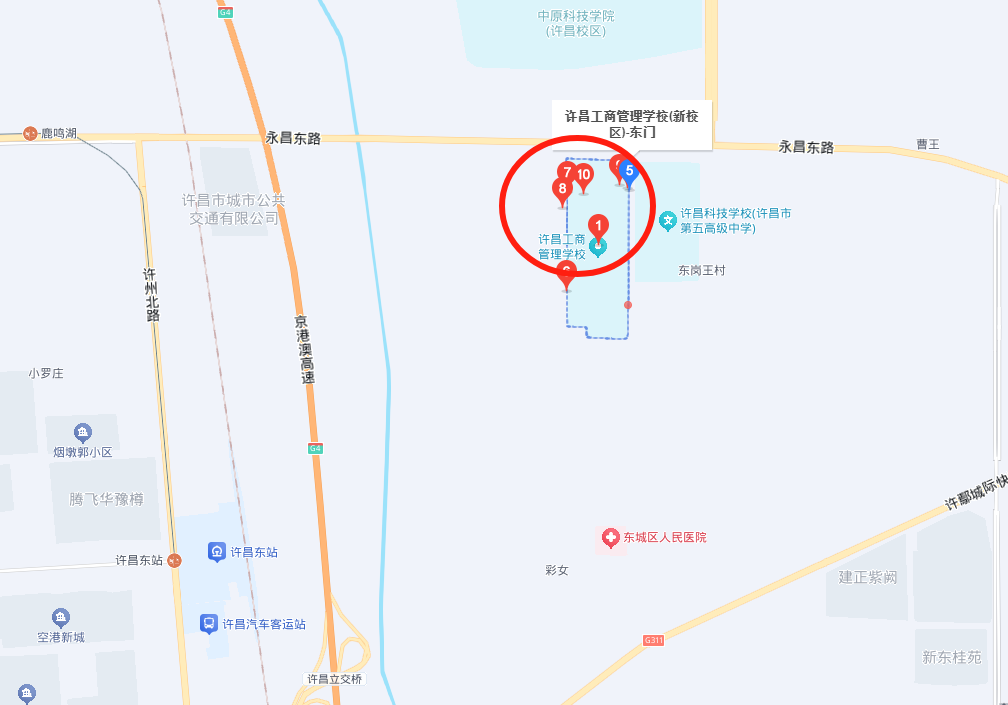 G4
中原科技学院
(许昌校区)
许昌工商管理学校(新校
区)-东门
鹿鸣湖
永昌东路
永昌东路
曹王
7
10
5
8
许昌市城市公共
交通有限公司
许昌科技学校(许昌市
第五高级中学)
1
许昌工商
管理学校
东岗王村
6
许州北路
京港澳高速
小罗庄
G4
烟墩郭小区
腾飞华豫樽
许鄢城际快
东城区人民医院
许昌东站
许昌东站
彩女
建正紫阙
空港新城
许昌汽车客运站
G311
新东桂苑
许昌立交桥